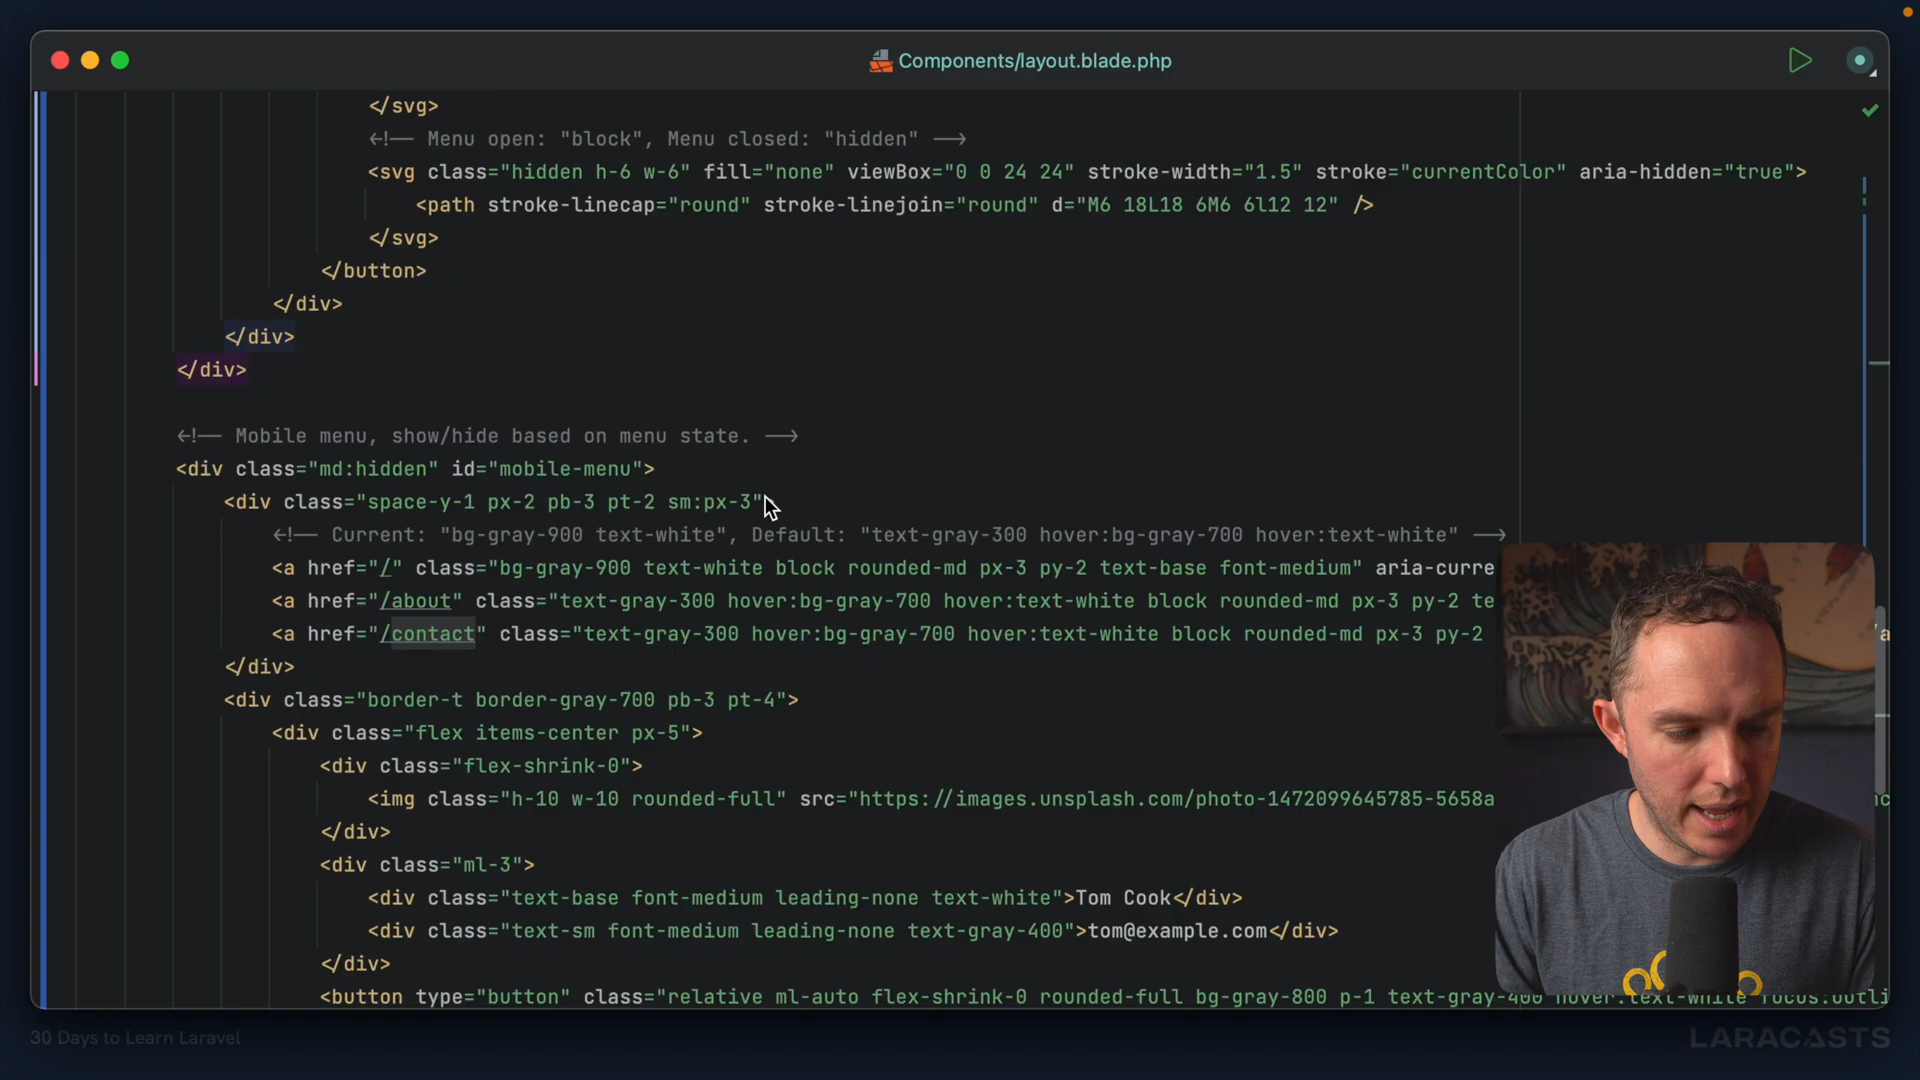 Components/layout.blade.php
</svg>
<!-- Menu open: "block", Menu closed: "hidden" -->
<svg class="hidden h-6 w-6" fill="none" viewBox="0 0 24 24" stroke-width="1.5" stroke="currentColor" aria-hidden="true">
<path stroke-linecap="round" stroke-linejoin="round" d="M6 18L18 6M6 6l12 12" />
</svg>
</button>
</div>
</div>
</div>
<!-- Mobile menu, show/hide based on menu state. -->
<div class="md:hidden" id="mobile-menu">
<div class="space-y-1 px-2 pb-3 pt-2 sm:px-3"
<!-- Current: "bg-gray-900 text-white", Default: "text-gray-300 hover:bg-gray-700 hover:text-white" -->
<a href="/" class="bg-gray-900 text-white block rounded-md px-3 py-2 text-base font-medium" aria-curre
<a href="/about" class="text-gray-300 hover:bg-gray-700 hover:text-white block rounded-md px-3 py-2 te
<a href="/contact" class="text-gray-300 hover:bg-gray-700 hover:text-white block rounded-md px-3 py-2
</div>
<div class="border-t border-gray-700 pb-3 pt-4">
<div class="flex items-center px-5">
<div class="flex-shrink-0">
<img class="h-10 w-10 rounded-full" src="https://images.unsplash.com/photo-1472099645785-5658a
</div>
<div class="ml-3">
<div class="text-base font-medium leading-none text-white">Tom Cook</div>
<div class="text-sm font-medium leading-none text-gray-400">tom@example.com</div>
</div>
<button type="button" class="relative ml-auto flex-shrink-0 rounded-full bg-gray-800 p-1 text-gray-400 hover:text-white focus:outli
30 Days to Learn Laravel
LARACASTS